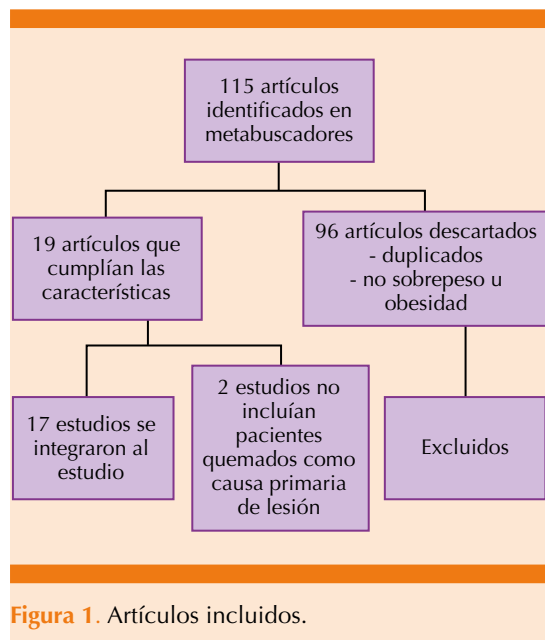 115 artículos
identificados en
metabuscadores
19 artículos que
cumplían las
características
96 artículos descartados
- duplicados
- no sobrepeso u
obesidad
17 estudios se
integraron al
estudio
2 estudios no
incluían
pacientes
quemados como
causa primaria
de lesión
Excluidos
Figura 1. Artículos incluidos.